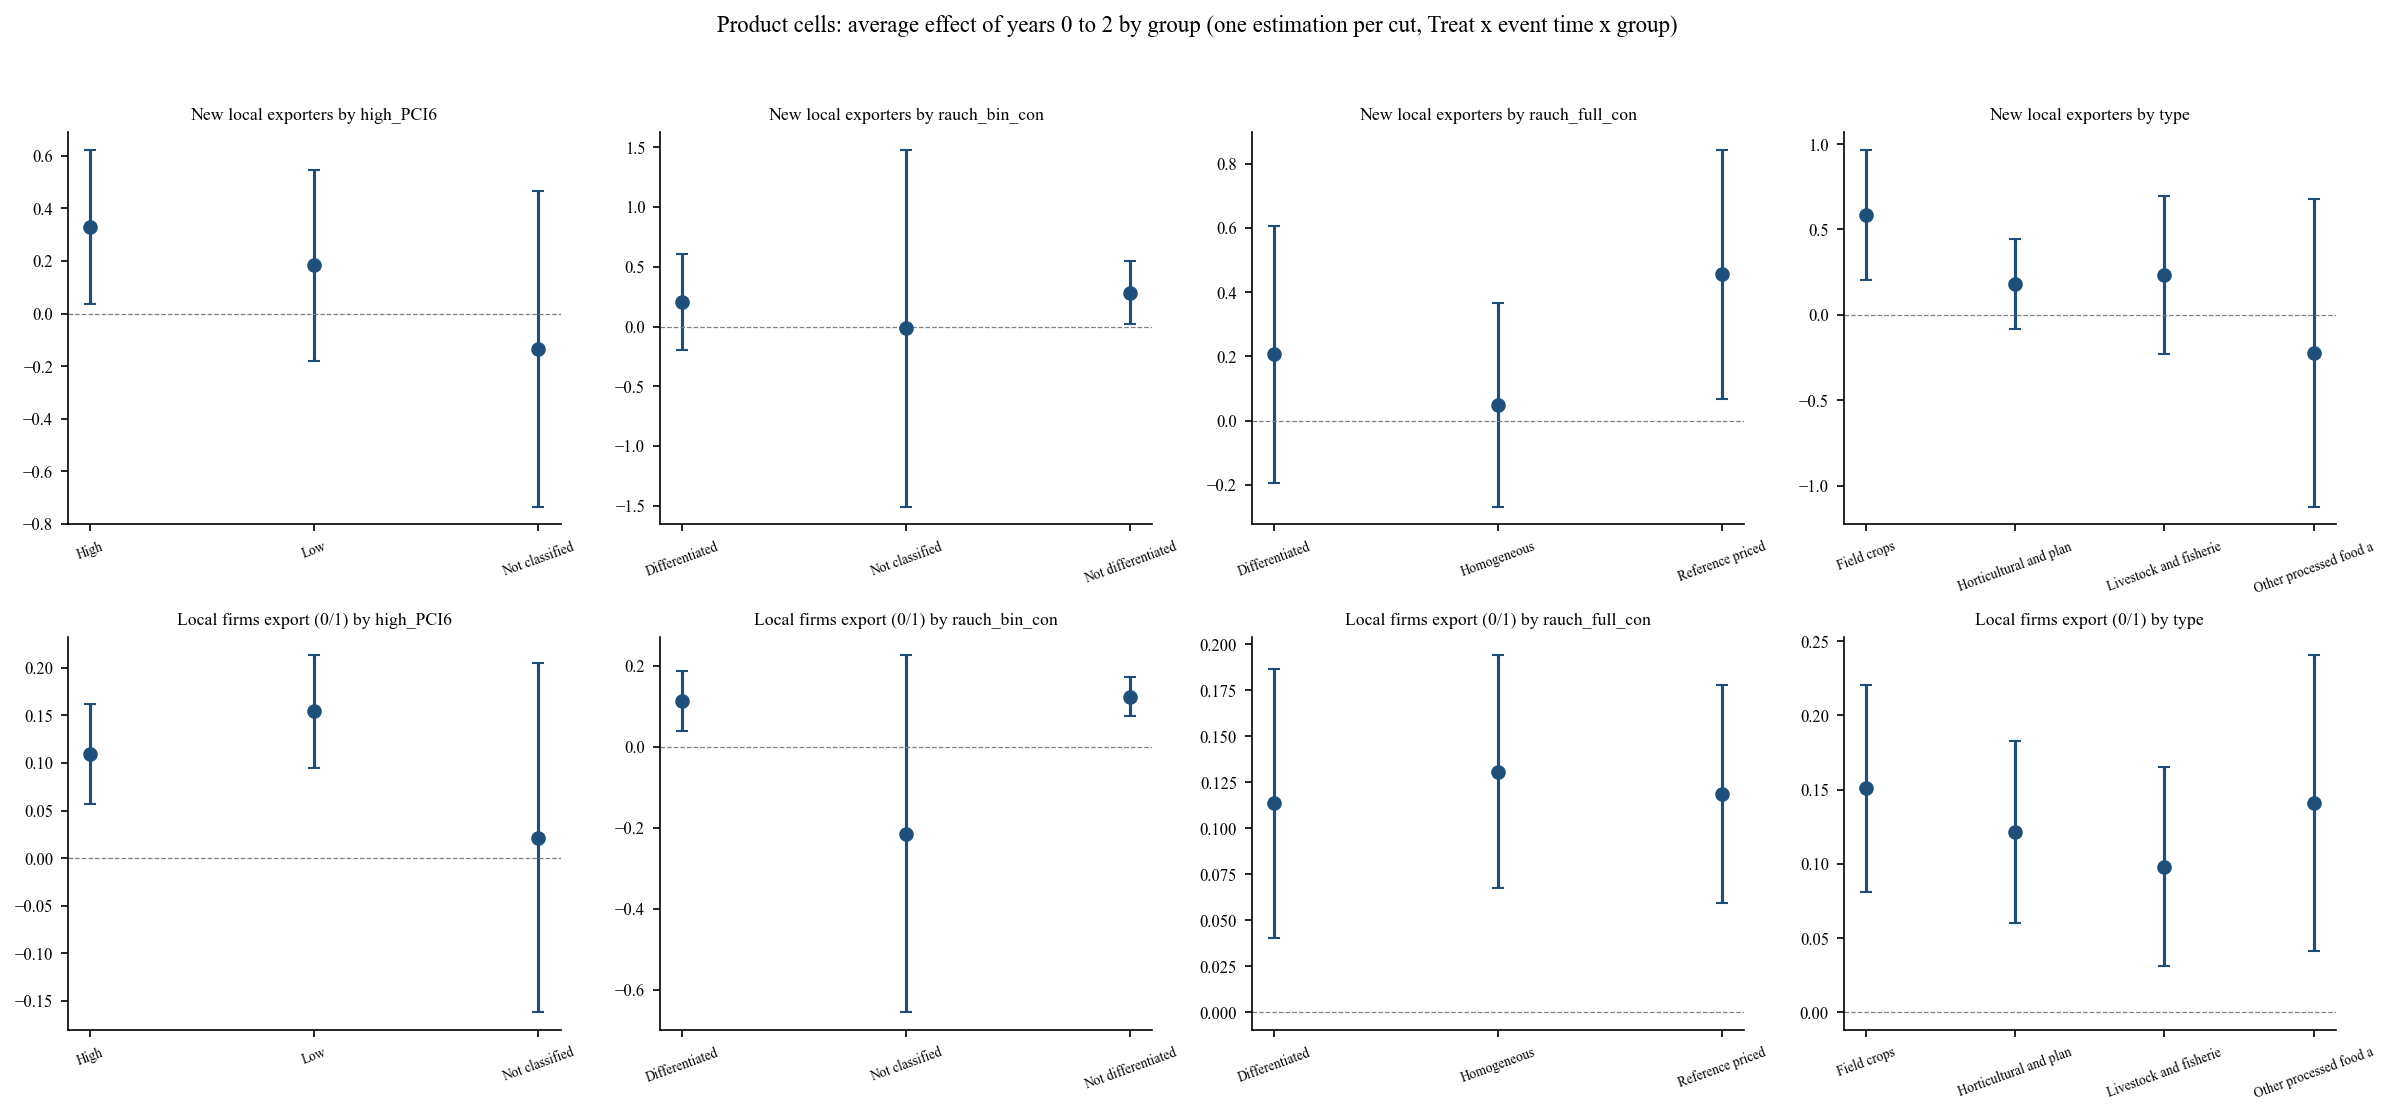 Product cells: average effect of years 0 to 2 by group (one estimation per cut, Treat x event time x group)
New local exporters by high_PCI6
0.6
0.4
0.2
0.0
−0.2
−0.4
−0.6
−0.8
High
Low
Not classified
New local exporters by rauch_bin_con
1.5
1.0
0.5
0.0
−0.5
−1.0
−1.5
Differentiated
Not classified
Not differentiated
New local exporters by rauch_full_con
0.8
0.6
0.4
0.2
0.0
−0.2
Differentiated
Homogeneous
Reference priced
New local exporters by type
1.0
0.5
0.0
−0.5
−1.0
Field crops
Horticultural and plan
Livestock and fisherie
Other processed food a
Local firms export (0/1) by high_PCI6
0.20
0.15
0.10
0.05
0.00
−0.05
−0.10
−0.15
High
Low
Not classified
Local firms export (0/1) by rauch_bin_con
0.2
0.0
−0.2
−0.4
−0.6
Differentiated
Not classified
Not differentiated
Local firms export (0/1) by rauch_full_con
0.200
0.175
0.150
0.125
0.100
0.075
0.050
0.025
0.000
Differentiated
Homogeneous
Reference priced
Local firms export (0/1) by type
0.25
0.20
0.15
0.10
0.05
0.00
Field crops
Horticultural and plan
Livestock and fisherie
Other processed food a